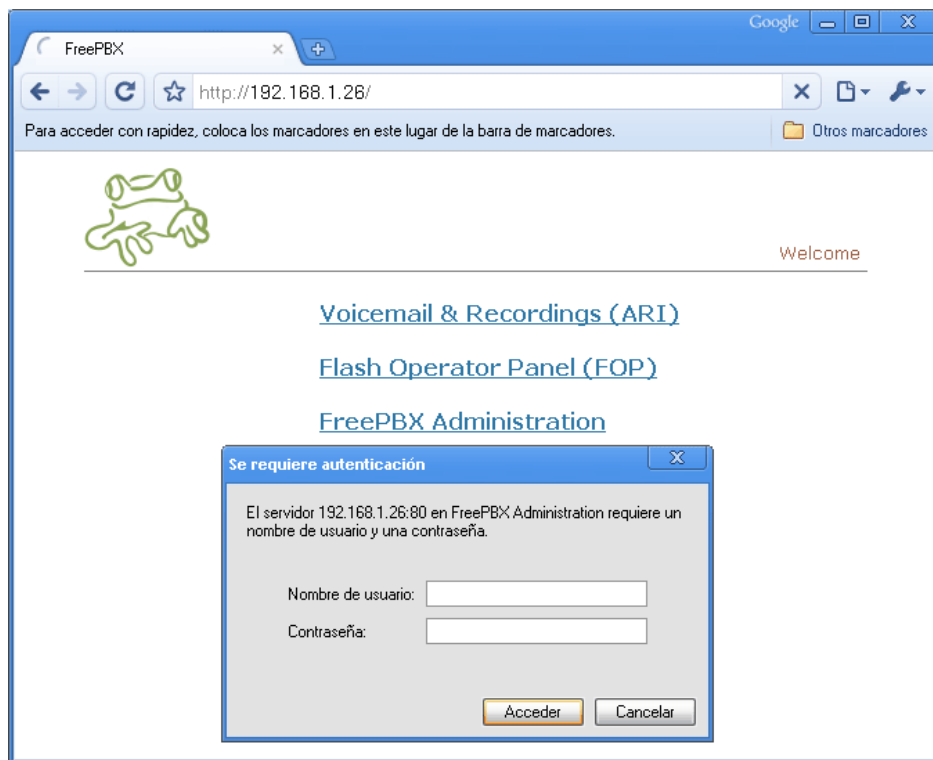 Google
FreePBX
http://192.168.1.26/
Para acceder con rapidez, coloca los marcadores en este lugar de la barra de marcadores.
Otros marcadores
Welcome
Voicemail & Recordings (ARI)
Flash Operator Panel (FOP)
FreePBX Administration
Se requiere autenticación
El servidor 192.168.1.26:80 en FreePBX Administration requiere un
nombre de usuario y una contraseña.
Nombre de usuario:
Contraseña:
Acceder Cancelar